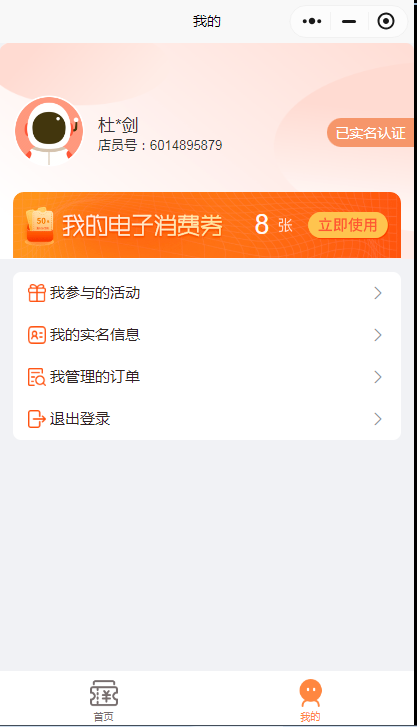 我的
杜*剑
店员号：6014895879
已实名认证
50
我的电子消费券 8 张 立即使用
我参与的活动
我的实名信息
我管理的订单
退出登录
首页 我的